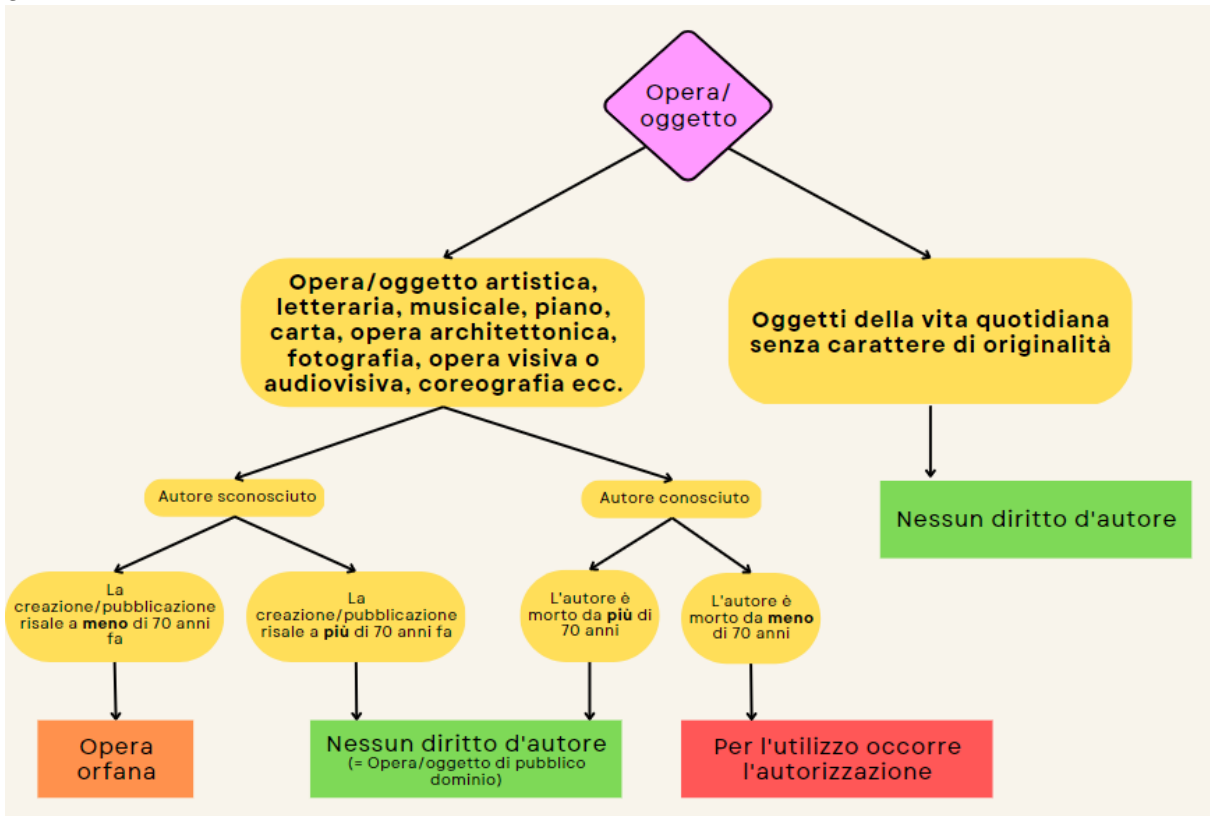 Opera/
oggetto
Opera/oggetto artistica,
letteraria, musicale, piano,
carta, opera architettonica,
fotografia, opera visiva o
audiovisiva, coreografia ecc.
Oggetti della vita quotidiana
senza carattere di originalità
Autore sconosciuto
Autore conosciuto
Nessun diritto d'autore
La
creazione/pubblicazione
risale a meno di 70 anni
fa
La
creazione/pubblicazione
risale a più di 70 anni fa
L'autore è
morto da più di
70 anni
L'autore è
morto da meno
di 70 anni
Opera
orfana
Nessun diritto d'autore
(= Opera/oggetto di pubblico
dominio)
Per l'utilizzo occorre
l'autorizzazione